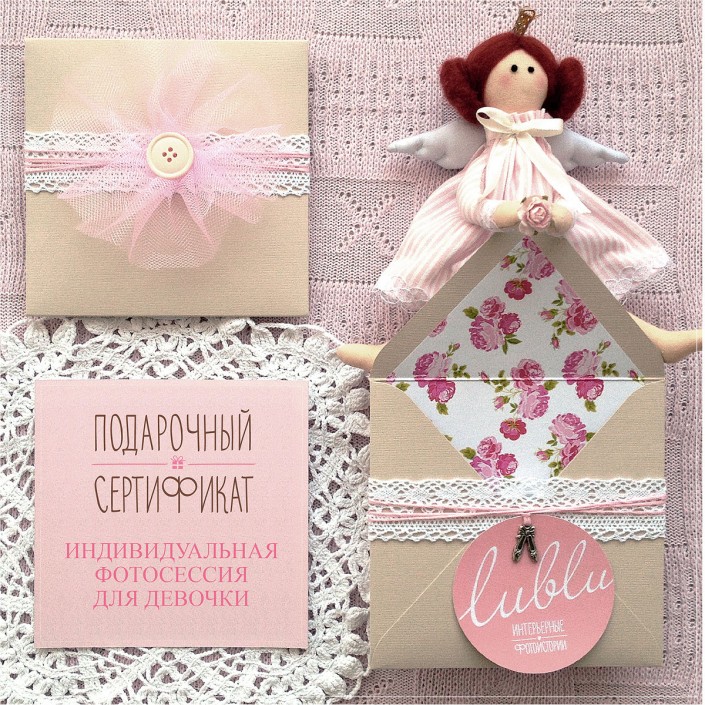 ПОДАРОЧНЫЙ
СЕРТИФИКАТ
ИНДИВИДУАЛЬНАЯ
ФОТОСЕССИЯ
ДЛЯ ДЕВОЧКИ
lublu
ИНТЕРЬЕРНЫЕ
ФОТОИСТОРИИ